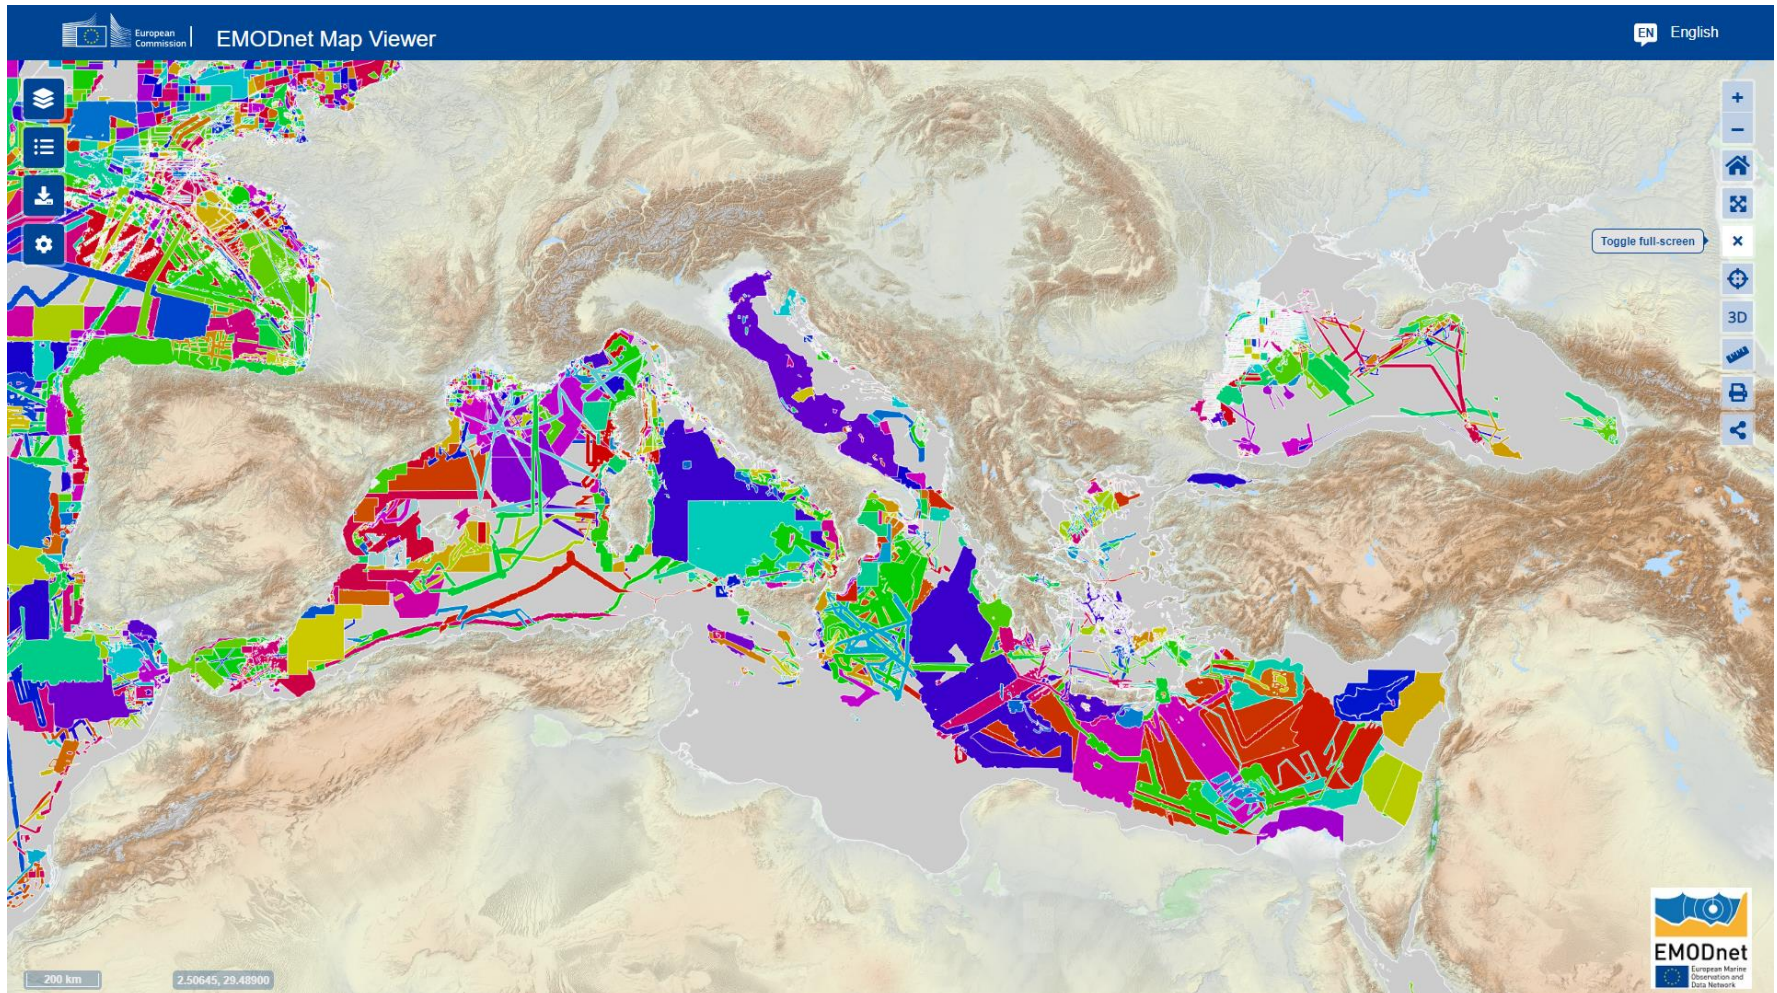 European
Commission
EMODnet Map Viewer
EN English
Toggle full-screen
3D
200 km
2.50645, 29.48900
EMODnet
European Marine
Observation and
Data Network